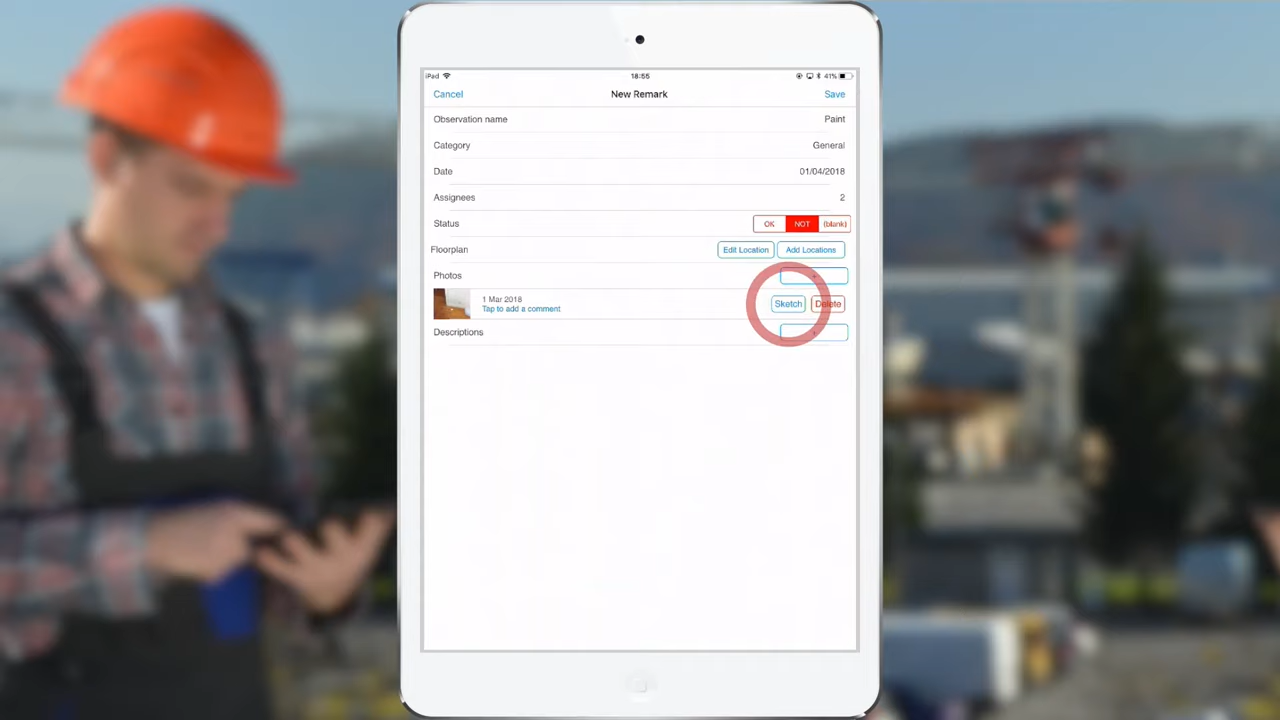 iPad 18:55 41%
Cancel New Remark Save
Observation name Paint
Category General
Date 01/04/2018
Assignees 2
Status OK NOT (blank)
Floorplan Edit Location Add Locations
Photos +
1 Mar 2018
Tap to add a comment
Sketch Delete
Descriptions +